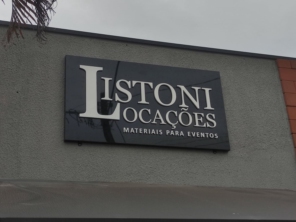 LISTONI
LOCAÇÕES
MATERIAIS PARA EVENTOS